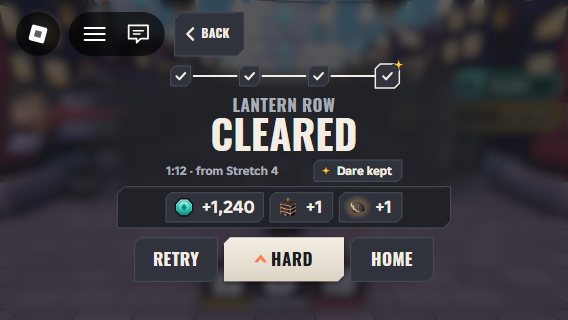 BACK
LANTERN ROW
CLEARED
1:12 · from Stretch 4
Dare kept
+1,240
+1
+1
RETRY
HARD
HOME